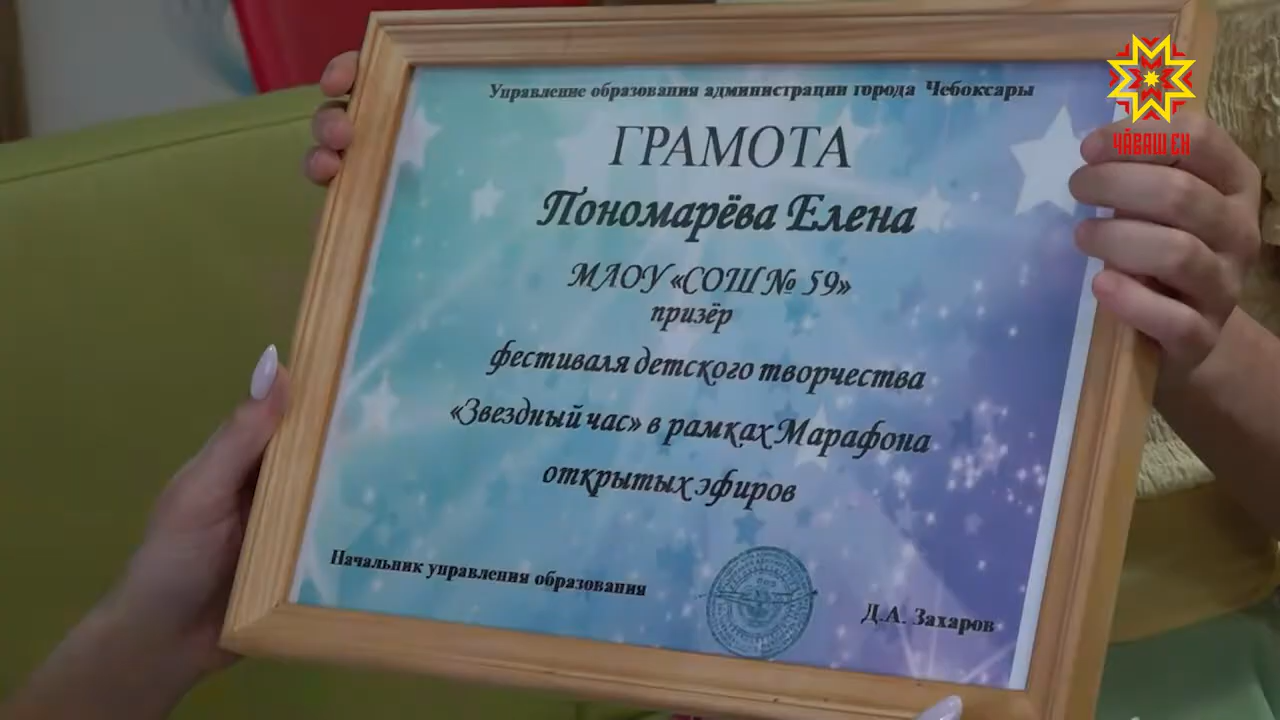 Управление образования администрации города Чебоксары
ЧӐВАШ ЕН
ГРАМОТА
Пономарёва Елена
МАОУ «СОШ № 59»
призёр
фестиваля детского творчества
«Звездный час» в рамках Марафона
открытых эфиров
Начальник управления образования
Д.А. Захаров